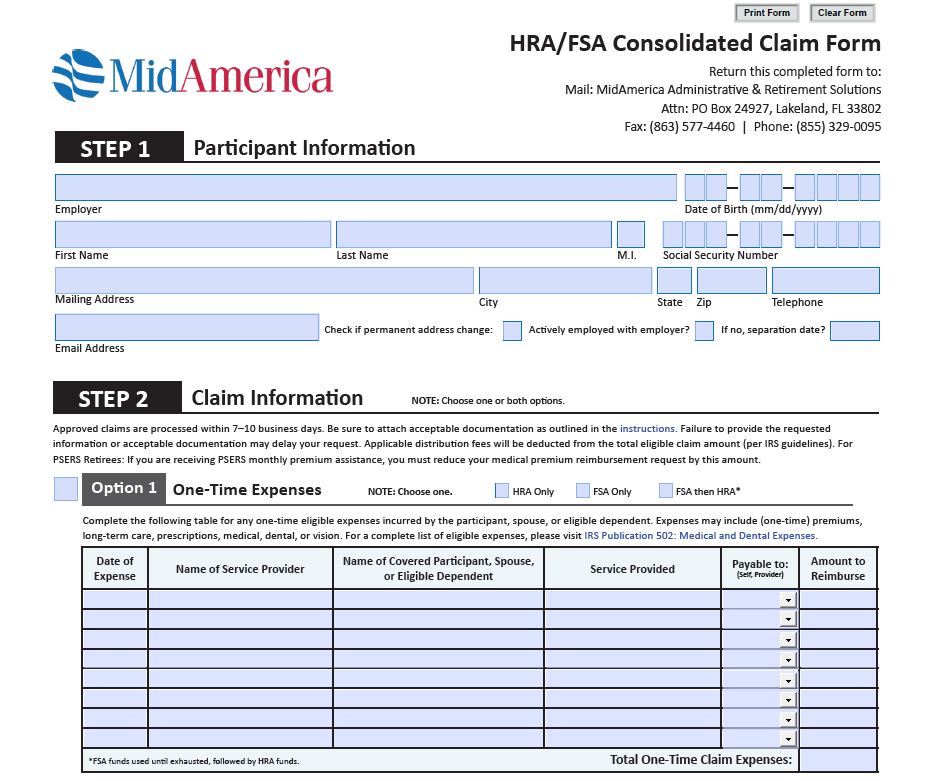 Print Form Clear Form
HRA/FSA Consolidated Claim Form
MidAmerica
Return this completed form to:
Mail: MidAmerica Administrative & Retirement Solutions
Attn: PO Box 24927, Lakeland, FL 33802
Fax: (863) 577-4460 | Phone: (855) 329-0095
STEP 1 Participant Information
Employer Date of Birth (mm/dd/yyyy)
First Name Last Name M.I. Social Security Number
Mailing Address City State Zip Telephone
Check if permanent address change: Actively employed with employer? If no, separation date?
Email Address
STEP 2 Claim Information NOTE: Choose one or both options.
Approved claims are processed within 7–10 business days. Be sure to attach acceptable documentation as outlined in the instructions. Failure to provide the requested
information or acceptable documentation may delay your request. Applicable distribution fees will be deducted from the total eligible claim amount (per IRS guidelines). For
PSERS Retirees: If you are receiving PSERS monthly premium assistance, you must reduce your medical premium reimbursement request by this amount.
Option 1 One-Time Expenses NOTE: Choose one. HRA Only FSA Only FSA then HRA*
Complete the following table for any one-time eligible expenses incurred by the participant, spouse, or eligible dependent. Expenses may include (one-time) premiums,
long-term care, prescriptions, medical, dental, or vision. For a complete list of eligible expenses, please visit IRS Publication 502: Medical and Dental Expenses.
Date of Expense Name of Service Provider Name of Covered Participant, Spouse, or Eligible Dependent Service Provided Payable to: (Self, Provider) Amount to Reimburse
*FSA funds used until exhausted, followed by HRA funds. Total One-Time Claim Expenses: